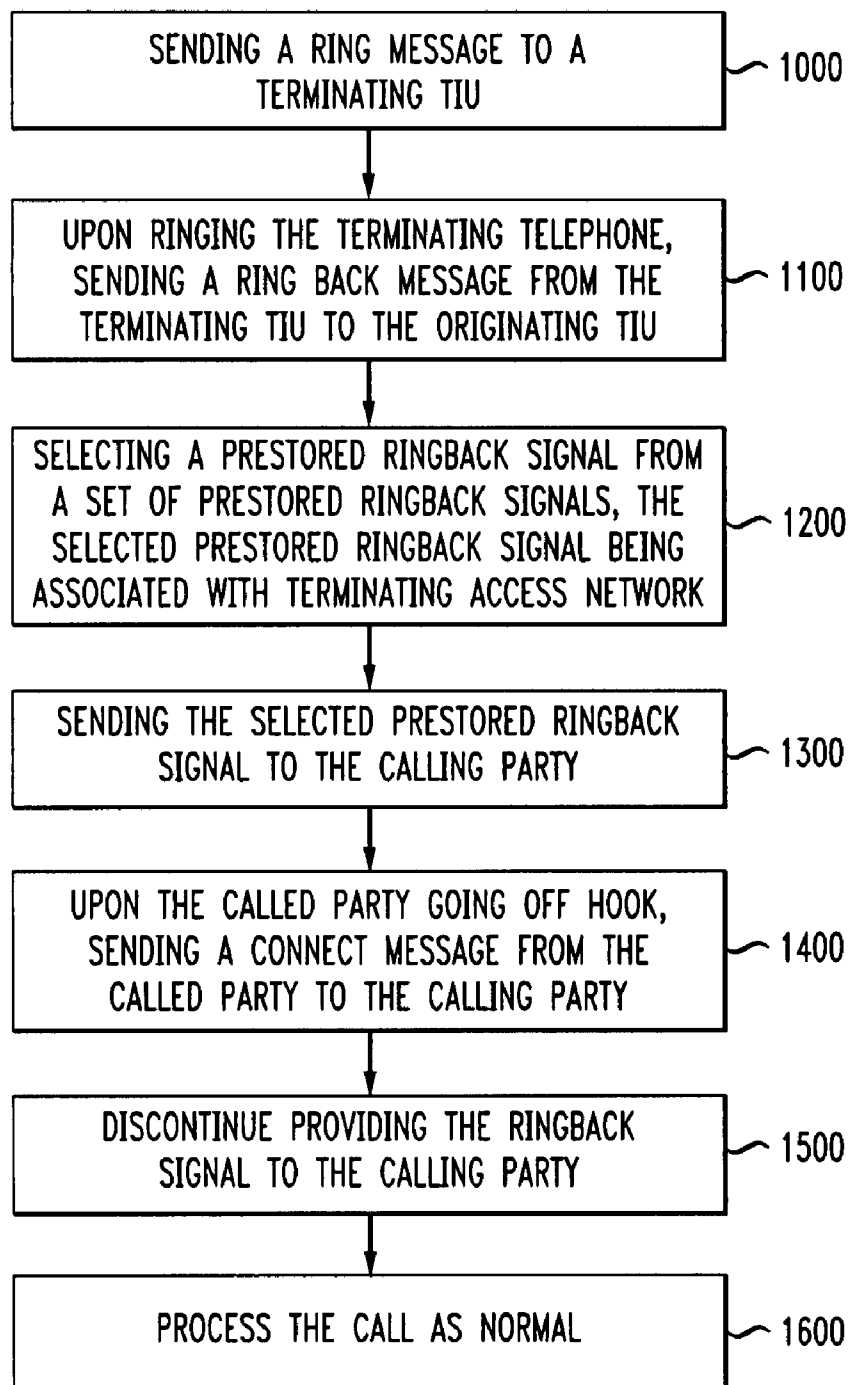 SENDING A RING MESSAGE TO A
TERMINATING TIU
1000
UPON RINGING THE TERMINATING TELEPHONE,
SENDING A RING BACK MESSAGE FROM THE
TERMINATING TIU TO THE ORIGINATING TIU
1100
SELECTING A PRESTORED RINGBACK SIGNAL FROM
A SET OF PRESTORED RINGBACK SIGNALS, THE
SELECTED PRESTORED RINGBACK SIGNAL BEING
ASSOCIATED WITH TERMINATING ACCESS NETWORK
1200
SENDING THE SELECTED PRESTORED RINGBACK
SIGNAL TO THE CALLING PARTY
1300
UPON THE CALLED PARTY GOING OFF HOOK,
SENDING A CONNECT MESSAGE FROM THE
CALLED PARTY TO THE CALLING PARTY
1400
DISCONTINUE PROVIDING THE RINGBACK
SIGNAL TO THE CALLING PARTY
1500
PROCESS THE CALL AS NORMAL
1600